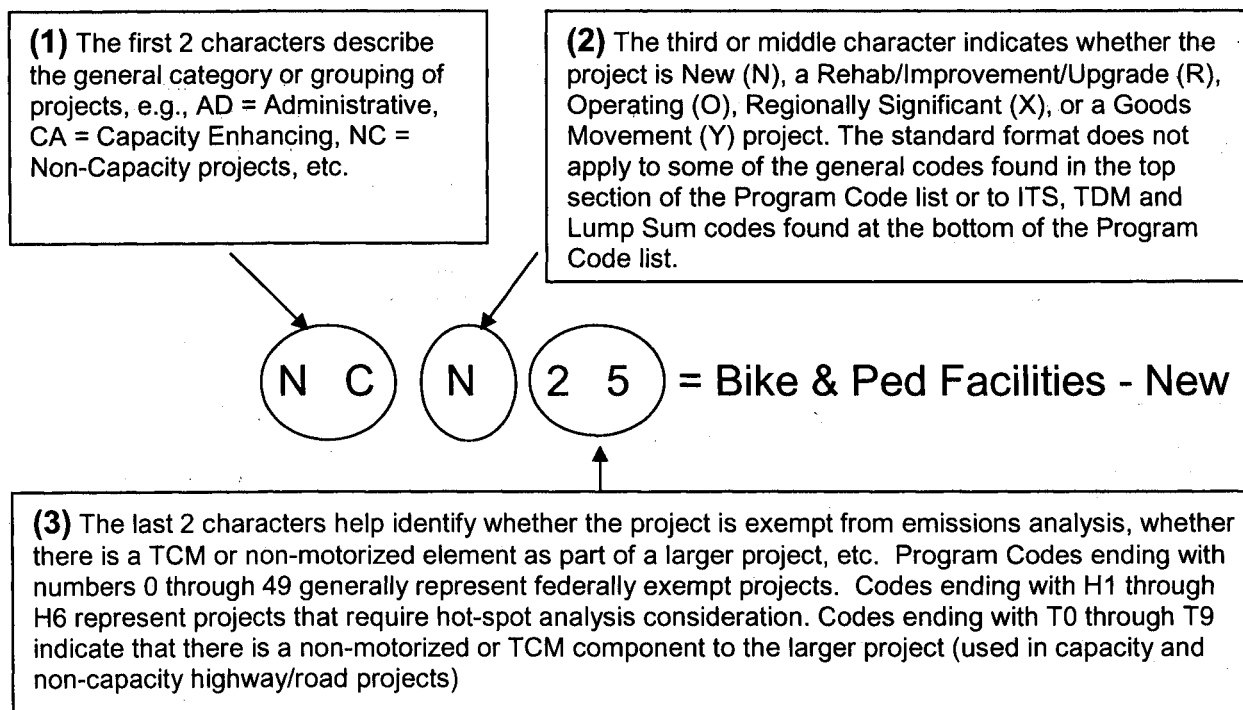 (1) The first 2 characters describe
the general category or grouping of
projects, e.g., AD = Administrative,
CA = Capacity Enhancing, NC =
Non-Capacity projects, etc.
(2) The third or middle character indicates whether the
project is New (N), a Rehab/Improvement/Upgrade (R),
Operating (O), Regionally Significant (X), or a Goods
Movement (Y) project. The standard format does not
apply to some of the general codes found in the top
section of the Program Code list or to ITS, TDM and
Lump Sum codes found at the bottom of the Program
Code list.
N C N 2 5 = Bike & Ped Facilities - New
(3) The last 2 characters help identify whether the project is exempt from emissions analysis, whether
there is a TCM or non-motorized element as part of a larger project, etc. Program Codes ending with
numbers 0 through 49 generally represent federally exempt projects. Codes ending with H1 through
H6 represent projects that require hot-spot analysis consideration. Codes ending with T0 through T9
indicate that there is a non-motorized or TCM component to the larger project (used in capacity and
non-capacity highway/road projects)